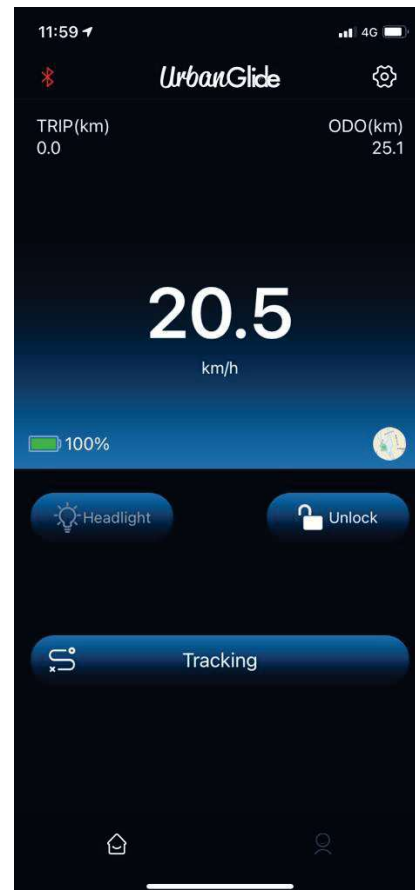 11:59
4G
UrbanGlide
TRIP(km)
ODO(km)
0.0
25.1
20.5
km/h
100%
Headlight
Unlock
Tracking